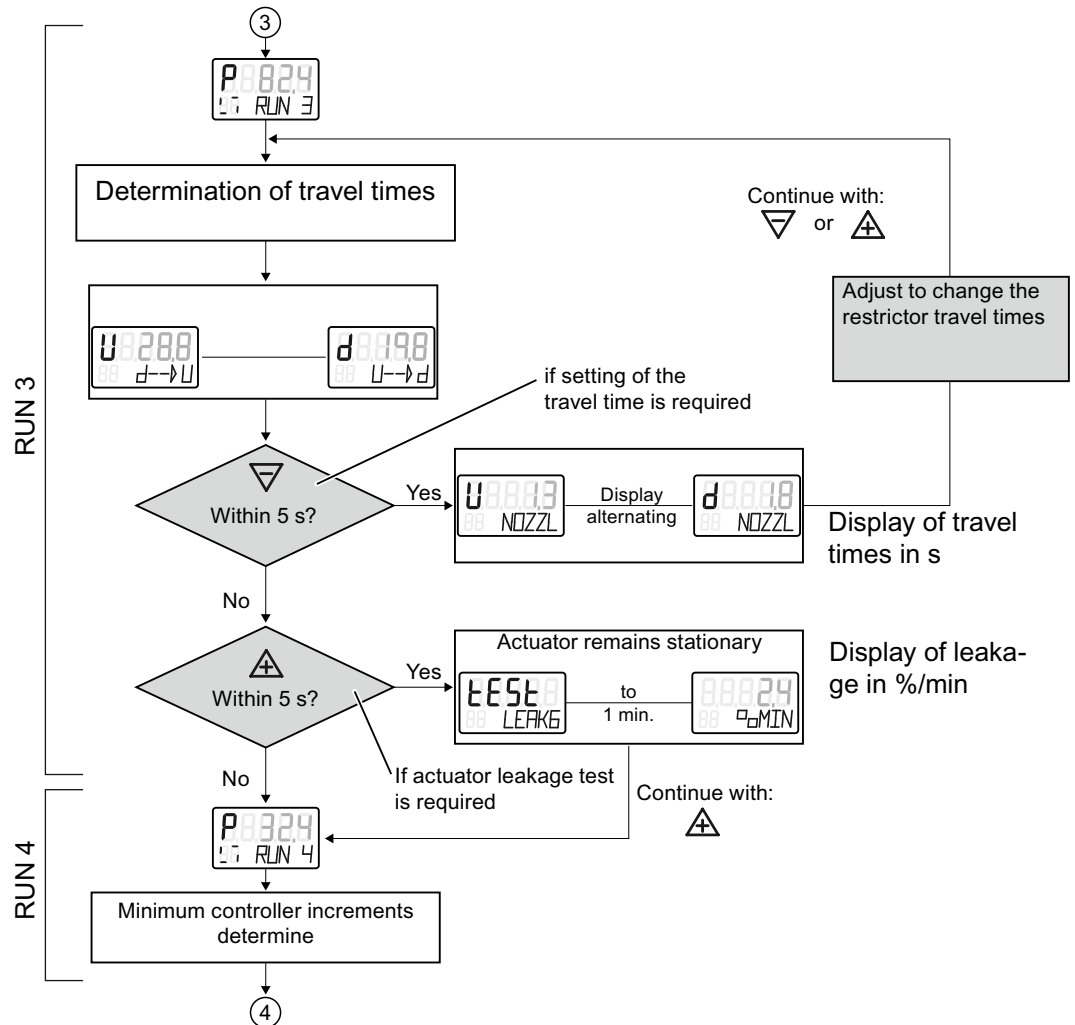 3
P 82.4
RUN 3
Determination of travel times
Continue with:
or
Adjust to change the
restrictor travel times
U 28.8
d-->U
d 19.8
U-->d
RUN 3
if setting of the
travel time is required
Within 5 s?
Yes
U 1.3
NOZZL
Display
alternating
d 1.8
NOZZL
Display of travel
times in s
No
Within 5 s?
Yes
Actuator remains stationary
tESt
LEAKG
to
1 min.
2.4
%MIN
Display of leaka-
ge in %/min
No
If actuator leakage test
is required
Continue with:
RUN 4
P 32.4
RUN 4
Minimum controller increments
determine
4